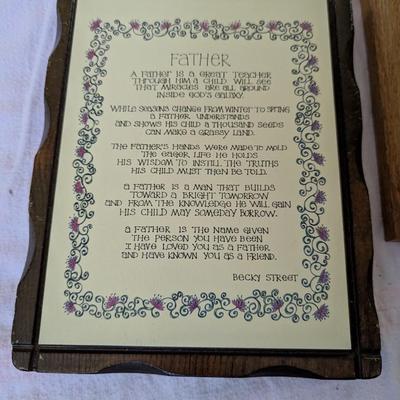 FATHER
A FATHER IS A GREAT TEACHER
THROUGH HIM A CHILD WILL SEE
THAT MIRACLES ARE ALL AROUND
INSIDE GOD'S GALAXY.
WHILE SEASONS CHANGE FROM WINTER TO SPRING
A FATHER UNDERSTANDS
AND SHOWS HIS CHILD A THOUSAND SEEDS
CAN MAKE A GRASSY LAND.
THE FATHER'S HANDS WERE MADE TO MOLD
THE EAGER LIFE HE HOLDS
HIS WISDOM TO INSTILL THE TRUTHS
HIS CHILD MUST THEN BE TOLD.
A FATHER IS A MAN THAT BUILDS
TOWARD A BRIGHT TOMORROW
AND FROM THE KNOWLEDGE HE WILL GAIN
HIS CHILD MAY SOMEDAY BORROW.
A FATHER IS THE NAME GIVEN
THE PERSON YOU HAVE BEEN
I HAVE LOVED YOU AS A FATHER
AND HAVE KNOWN YOU AS A FRIEND.
BECKY STREET